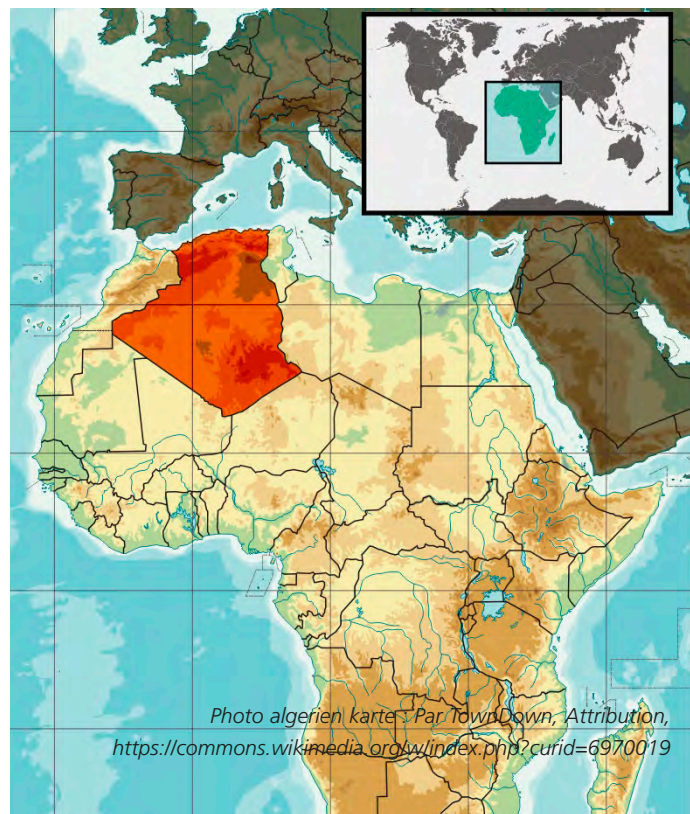 Photo algerien karte : Par TownDown, Attribution,
https://commons.wikimedia.org/w/index.php?curid=6970019